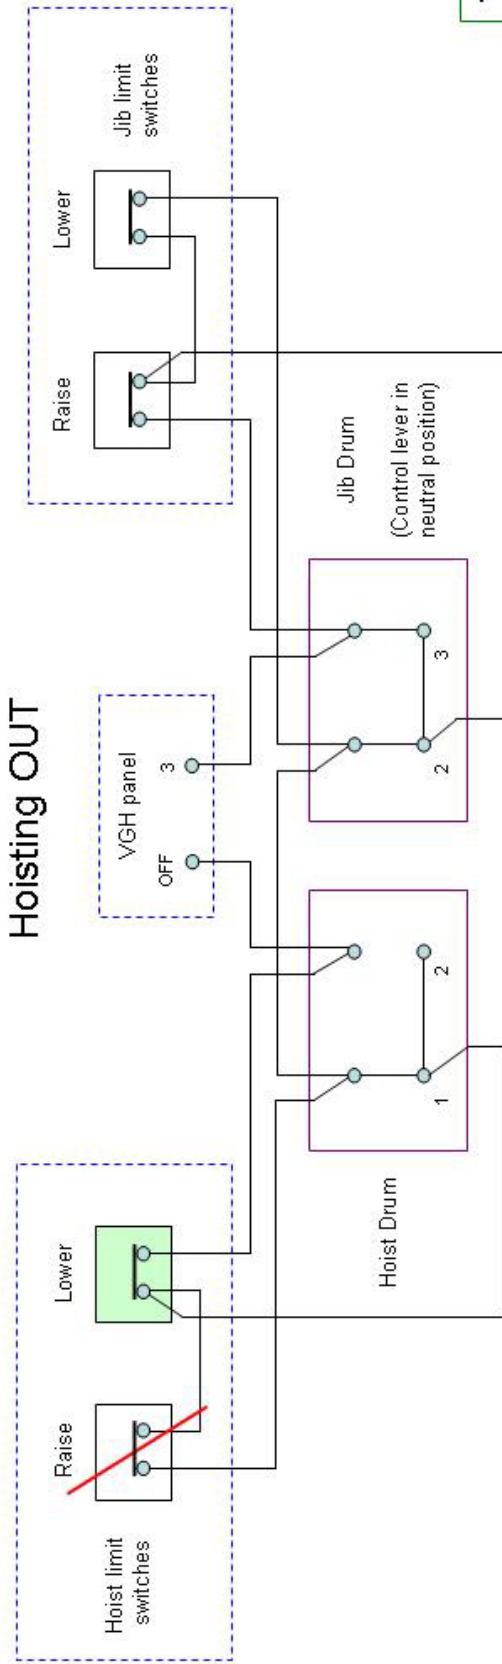 Hoisting OUT
Hoist limit
switches
Raise
Lower
VGH panel
OFF
3
Raise
Lower
Jib limit
switches
Hoist Drum
1
2
2
3
Jib Drum
(Control lever in
neutral position)